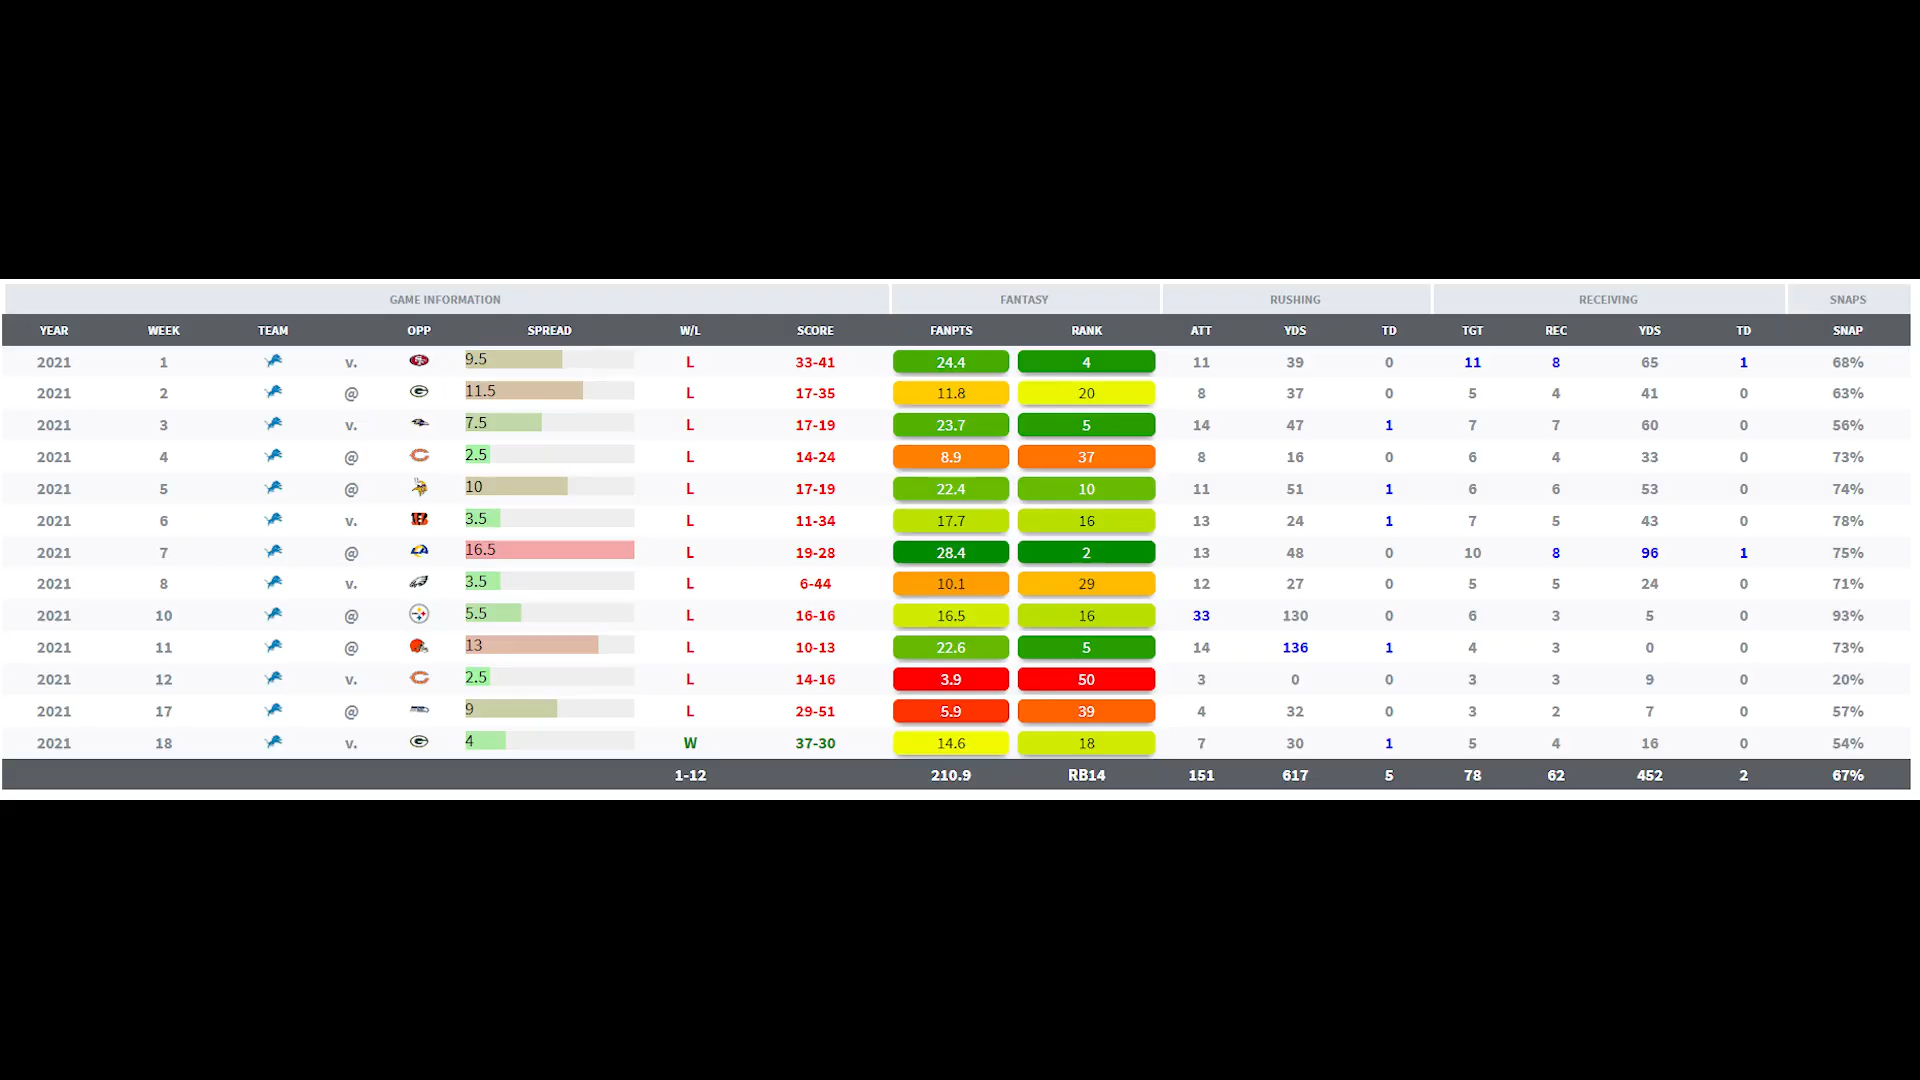 GAME INFORMATION FANTASY RUSHING RECEIVING SNAPS
YEAR WEEK TEAM OPP SPREAD W/L SCORE FANPTS RANK ATT YDS TD TGT REC YDS TD SNAP
2021 1 v. 9.5 L 33-41 24.4 4 11 39 0 11 8 65 1 68%
2021 2 @ 11.5 L 17-35 11.8 20 8 37 0 5 4 41 0 63%
2021 3 v. 7.5 L 17-19 23.7 5 14 47 1 7 7 60 0 56%
2021 4 @ 2.5 L 14-24 8.9 37 8 16 0 6 4 33 0 73%
2021 5 @ 10 L 17-19 22.4 10 11 51 1 6 6 53 0 74%
2021 6 v. 3.5 L 11-34 17.7 16 13 24 1 7 5 43 0 78%
2021 7 @ 16.5 L 19-28 28.4 2 13 48 0 10 8 96 1 75%
2021 8 v. 3.5 L 6-44 10.1 29 12 27 0 5 5 24 0 71%
2021 10 @ 5.5 L 16-16 16.5 16 33 130 0 6 3 5 0 93%
2021 11 @ 13 L 10-13 22.6 5 14 136 1 4 3 0 0 73%
2021 12 v. 2.5 L 14-16 3.9 50 3 0 0 3 3 9 0 20%
2021 17 @ 9 L 29-51 5.9 39 4 32 0 3 2 7 0 57%
2021 18 v. 4 W 37-30 14.6 18 7 30 1 5 4 16 0 54%
1-12 210.9 RB14 151 617 5 78 62 452 2 67%